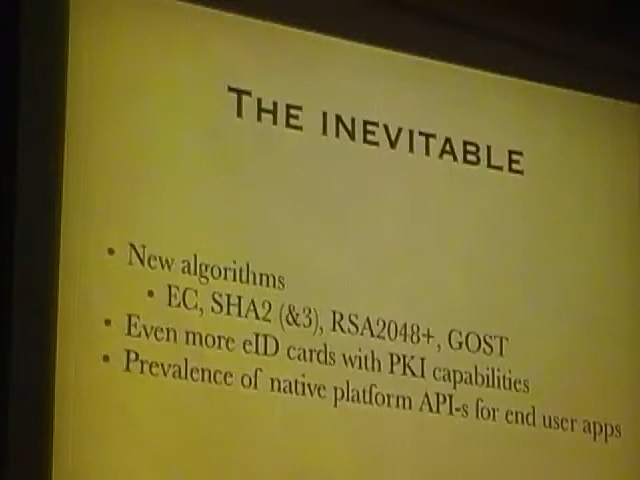 THE INEVITABLE
• New algorithms
• EC, SHA2 (&3), RSA2048+, GOST
• Even more eID cards with PKI capabilities
• Prevalence of native platform API-s for end user apps